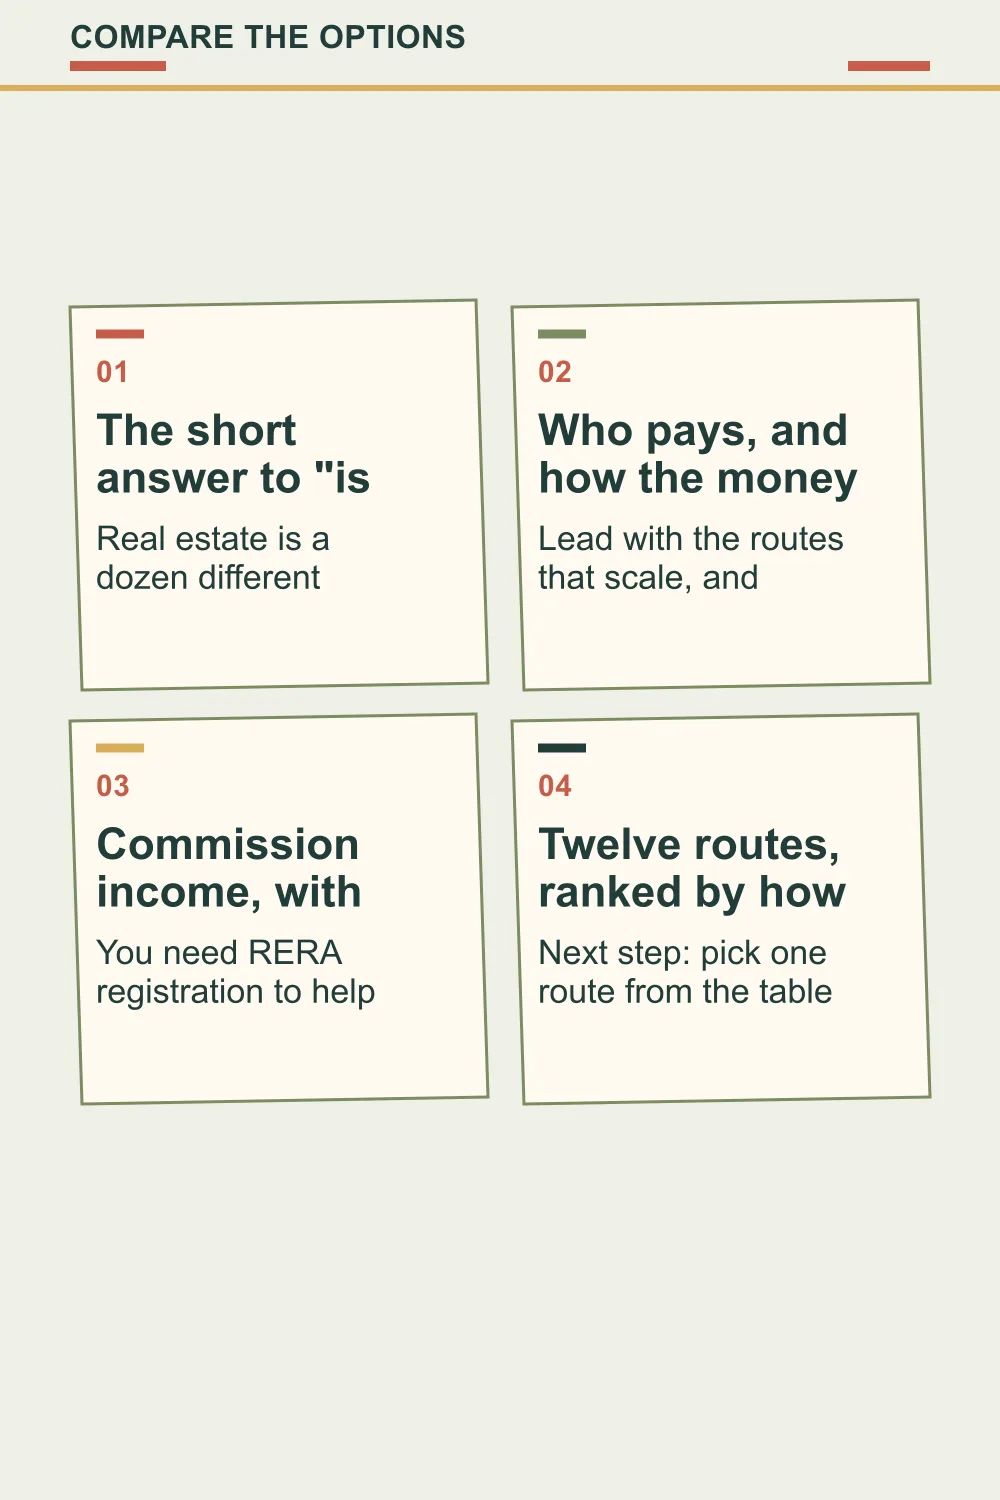 COMPARE THE OPTIONS
01
The short
answer to "is
Real estate is a
dozen different
02
Who pays, and
how the money
Lead with the routes
that scale, and
03
Commission
income, with
You need RERA
registration to help
04
Twelve routes,
ranked by how
Next step: pick one
route from the table